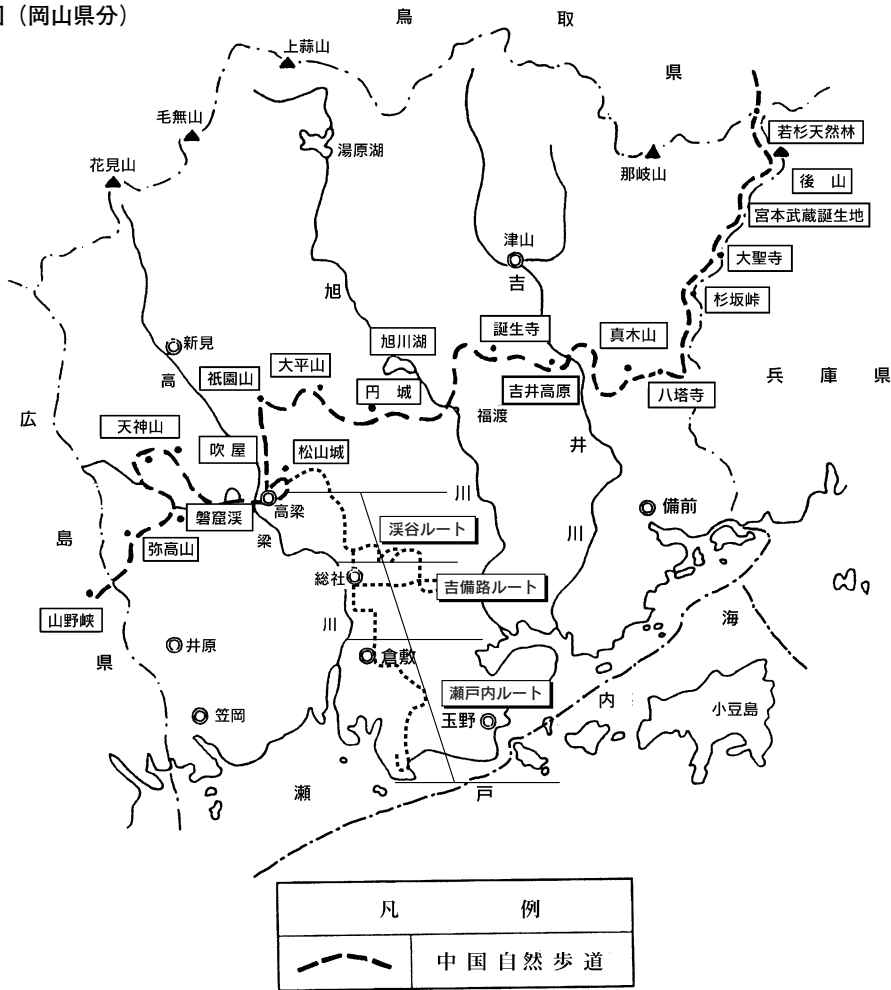 （岡山県分）
鳥
取
県
上蒜山
毛無山
花見山
湯原湖
那岐山
若杉天然林
後　山
宮本武蔵誕生地
大聖寺
杉坂峠
津山
吉
旭
新見
高
旭川湖
誕生寺
真木山
祇園山
大平山
円　城
吉井高原
八塔寺
兵　庫　県
福渡
広
天神山
吹屋
松山城
井
高梁
磐窟渓
川
渓谷ルート
備前
島
弥高山
梁
川
総社
吉備路ルート
山野峡
川
海
県
井原
倉敷
瀬戸内ルート
内
小豆島
笠岡
玉野
瀬
戸
凡　例
中国自然歩道